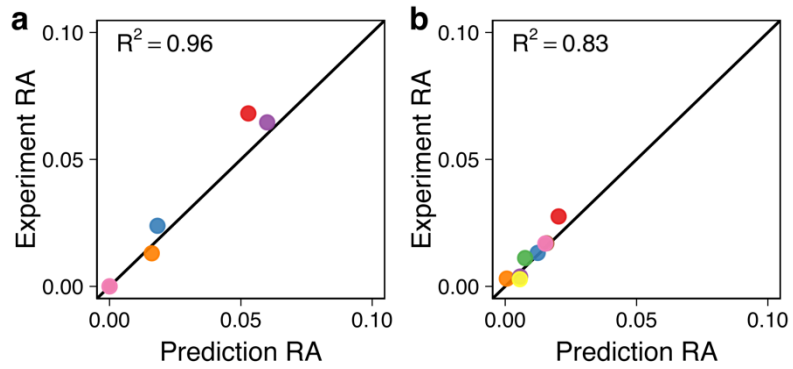 a
R² = 0.96
Experiment RA
0.10
0.05
0.00
0.00 0.05 0.10
Prediction RA
b
R² = 0.83
Experiment RA
0.10
0.05
0.00
0.00 0.05 0.10
Prediction RA